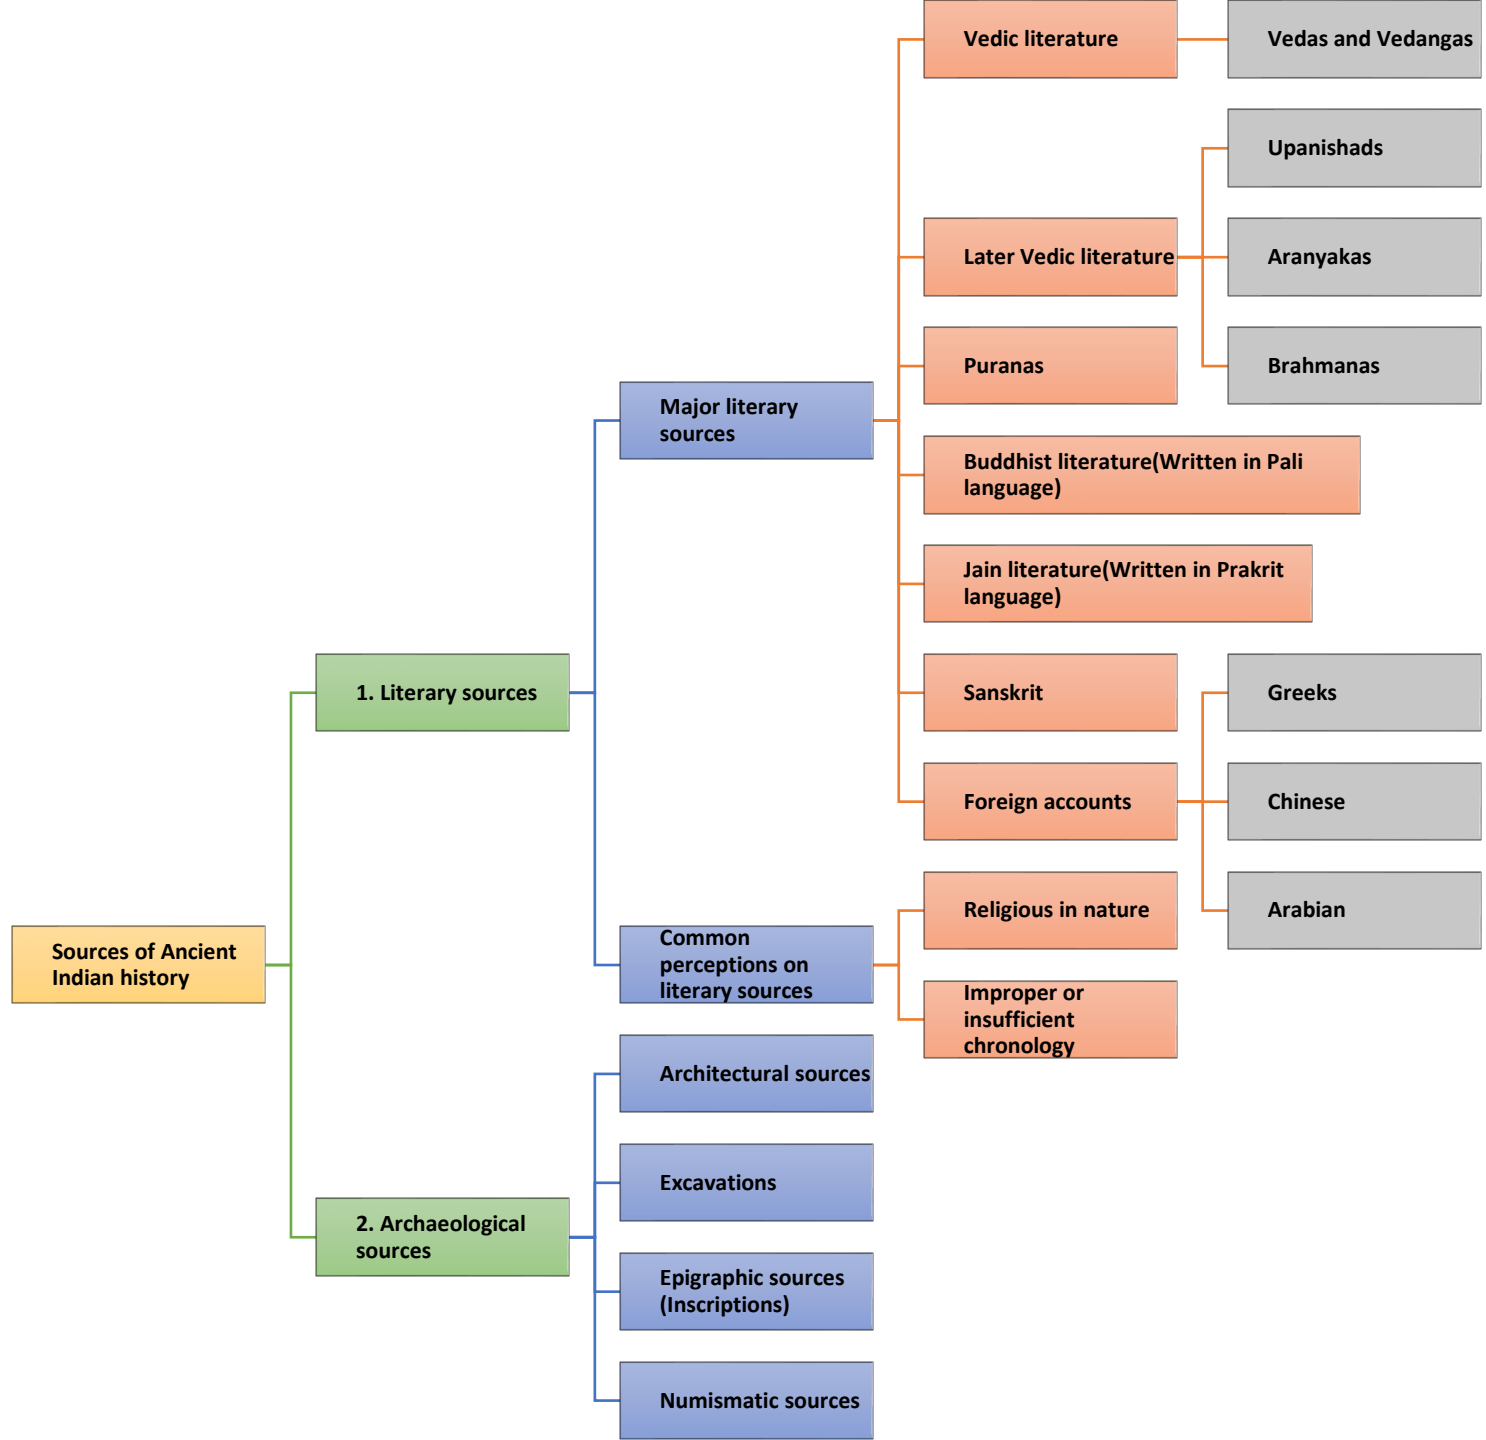 Vedic literature
Vedas and Vedangas
Upanishads
Later Vedic literature
Aranyakas
Puranas
Brahmanas
Major literary
sources
Buddhist literature(Written in Pali
language)
Jain literature(Written in Prakrit
language)
1. Literary sources
Sanskrit
Greeks
Foreign accounts
Chinese
Religious in nature
Arabian
Sources of Ancient
Indian history
Common
perceptions on
literary sources
Improper or
insufficient
chronology
Architectural sources
Excavations
2. Archaeological
sources
Epigraphic sources
(Inscriptions)
Numismatic sources